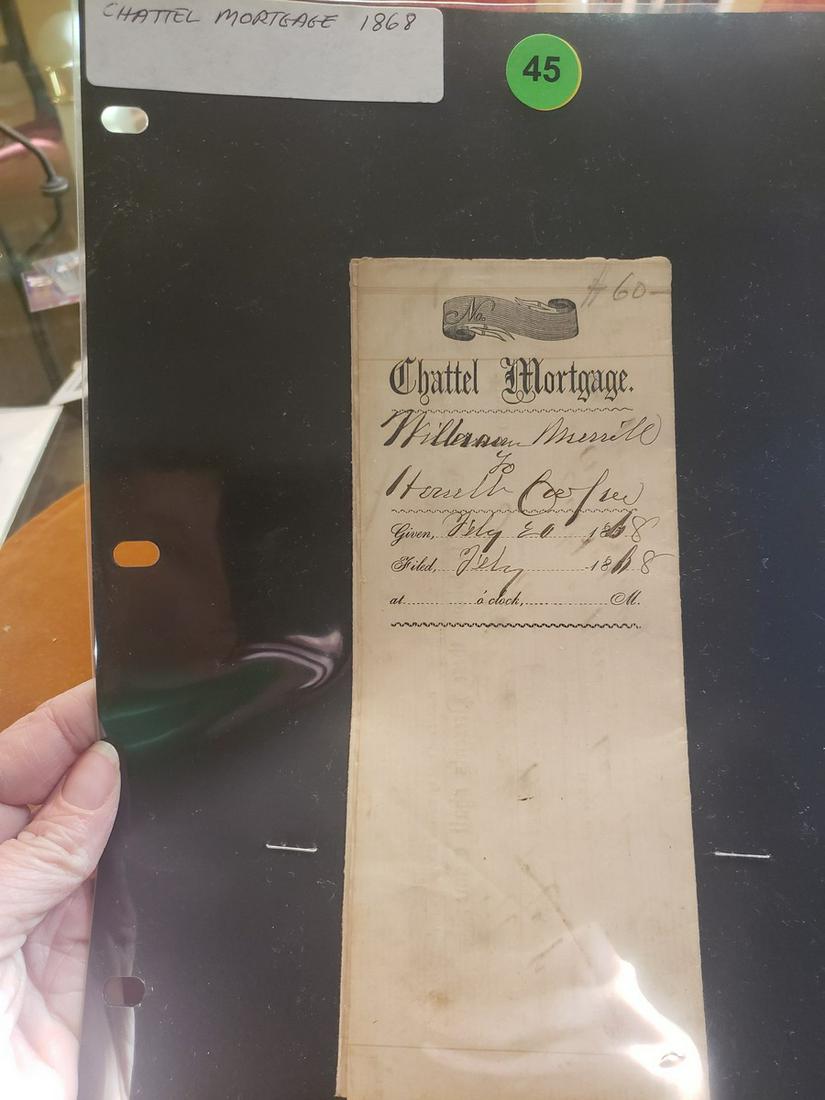 CHATTEL MORTGAGE 1868
45
$60—
No.
Chattel Mortgage.
William Merrill
To
Given, Feby 20 1868
Filed, Feby 1868
at o'clock, M.